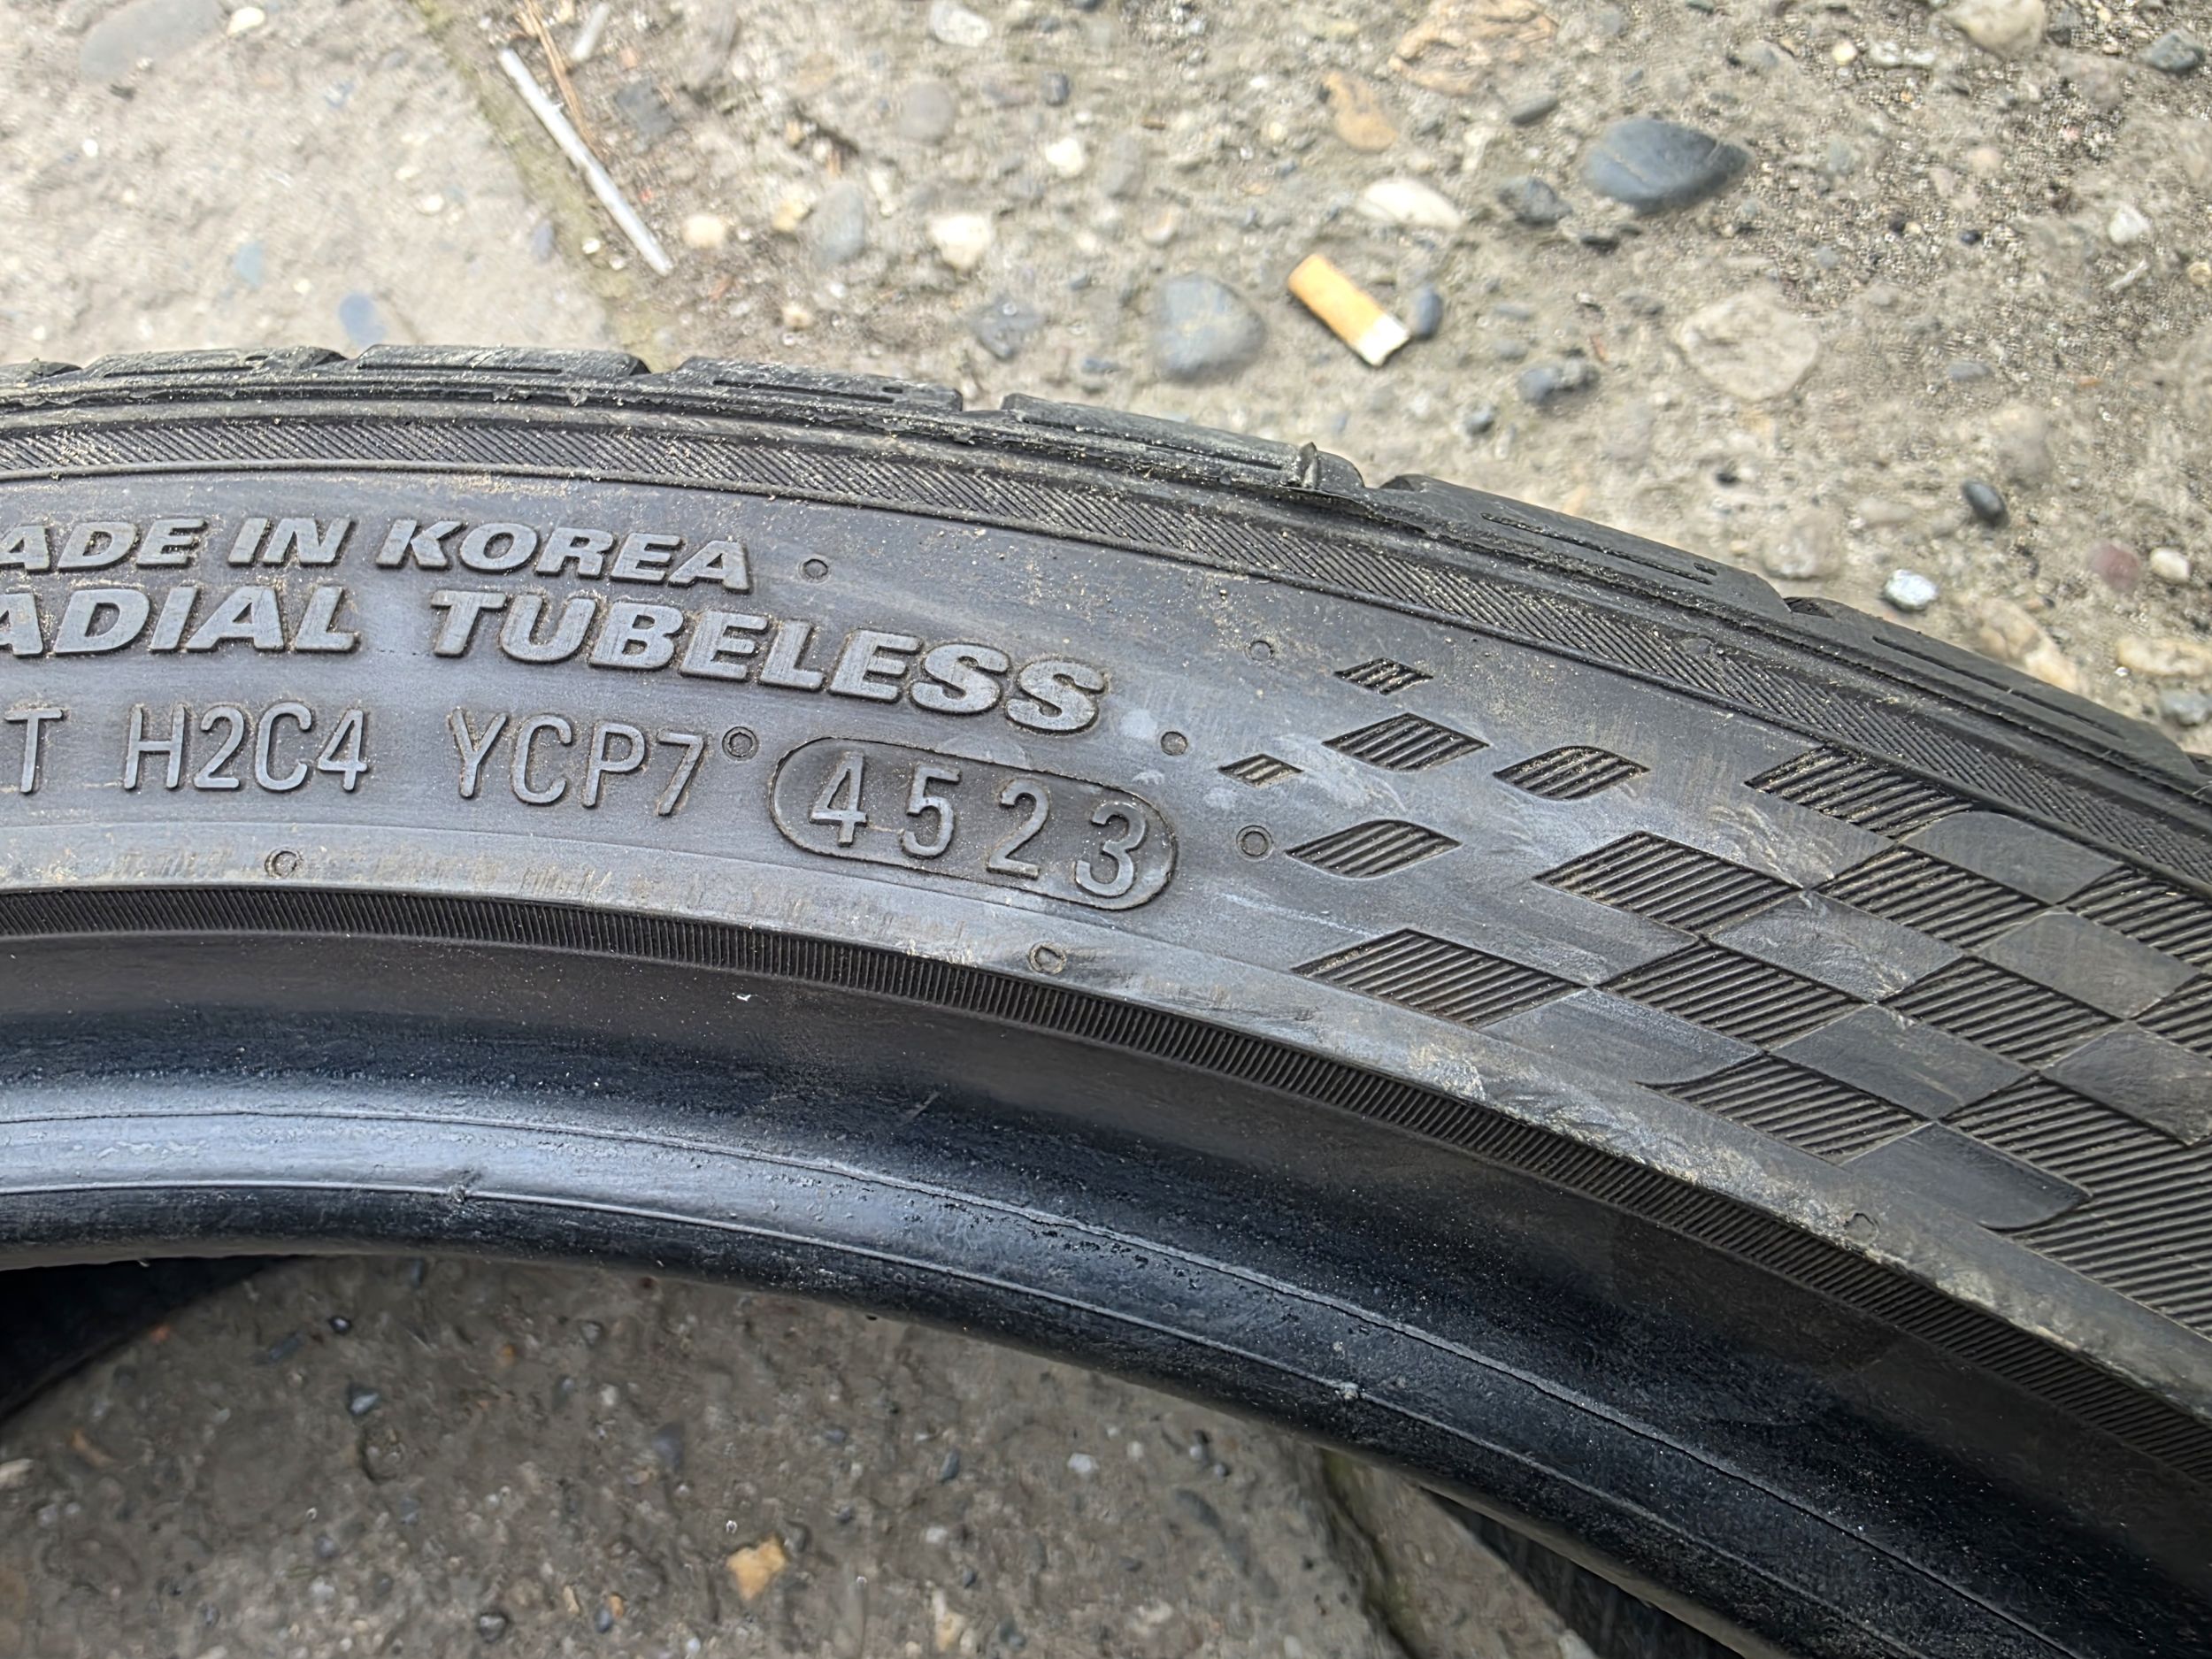 ADE IN KOREA
ADIAL TUBELESS
T H2C4 YCP7 4523